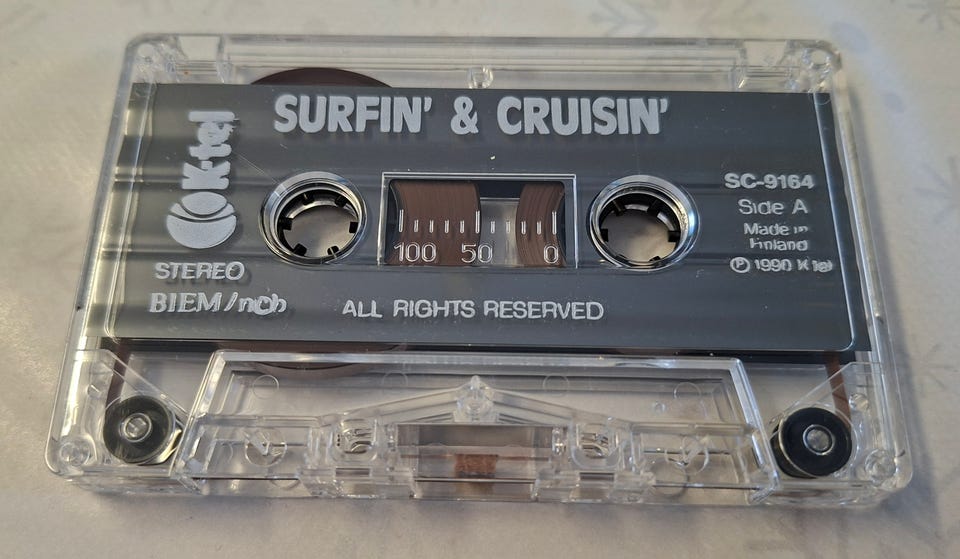 SURFIN' & CRUISIN'
K-tel
SC-9164
Side A
Made in
Finland
℗ 1990 K-tel
100 50 0
STEREO
BIEM/ncb
ALL RIGHTS RESERVED